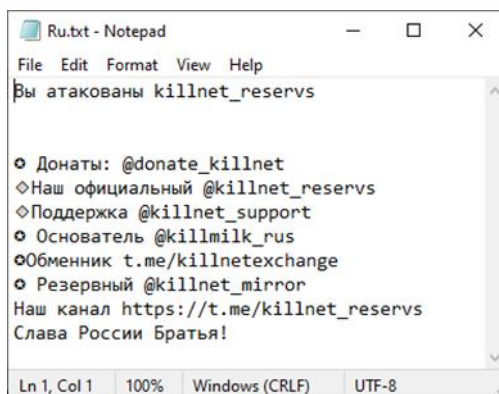 Ru.txt - Notepad
File Edit Format View Help
Вы атакованы killnet_reservs
✪ Донаты: @donate_killnet
◇Наш официальный @killnet_reservs
◇Поддержка @killnet_support
✪ Основатель @killmilk_rus
✪Обменник t.me/killnetexchange
✪ Резервный @killnet_mirror
Наш канал https://t.me/killnet_reservs
Слава России Братья!
Ln 1, Col 1 100% Windows (CRLF) UTF-8